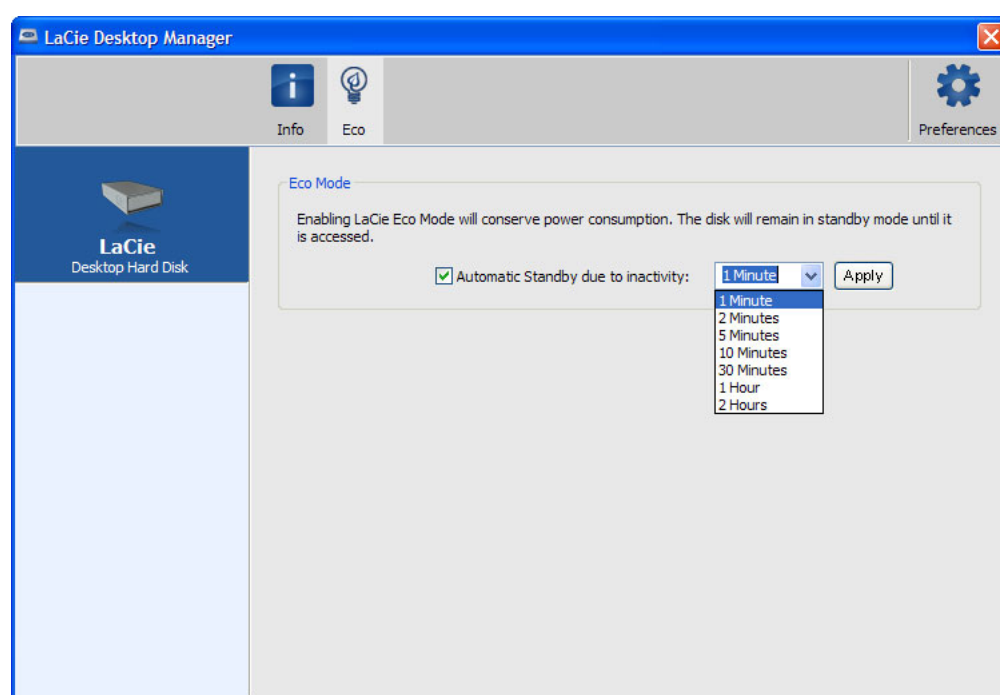 LaCie Desktop Manager
Info
Eco
Preferences
LaCie
Desktop Hard Disk
Eco Mode
Enabling LaCie Eco Mode will conserve power consumption. The disk will remain in standby mode until it
is accessed.
Automatic Standby due to inactivity: 1 Minute Apply
1 Minute
2 Minutes
5 Minutes
10 Minutes
30 Minutes
1 Hour
2 Hours